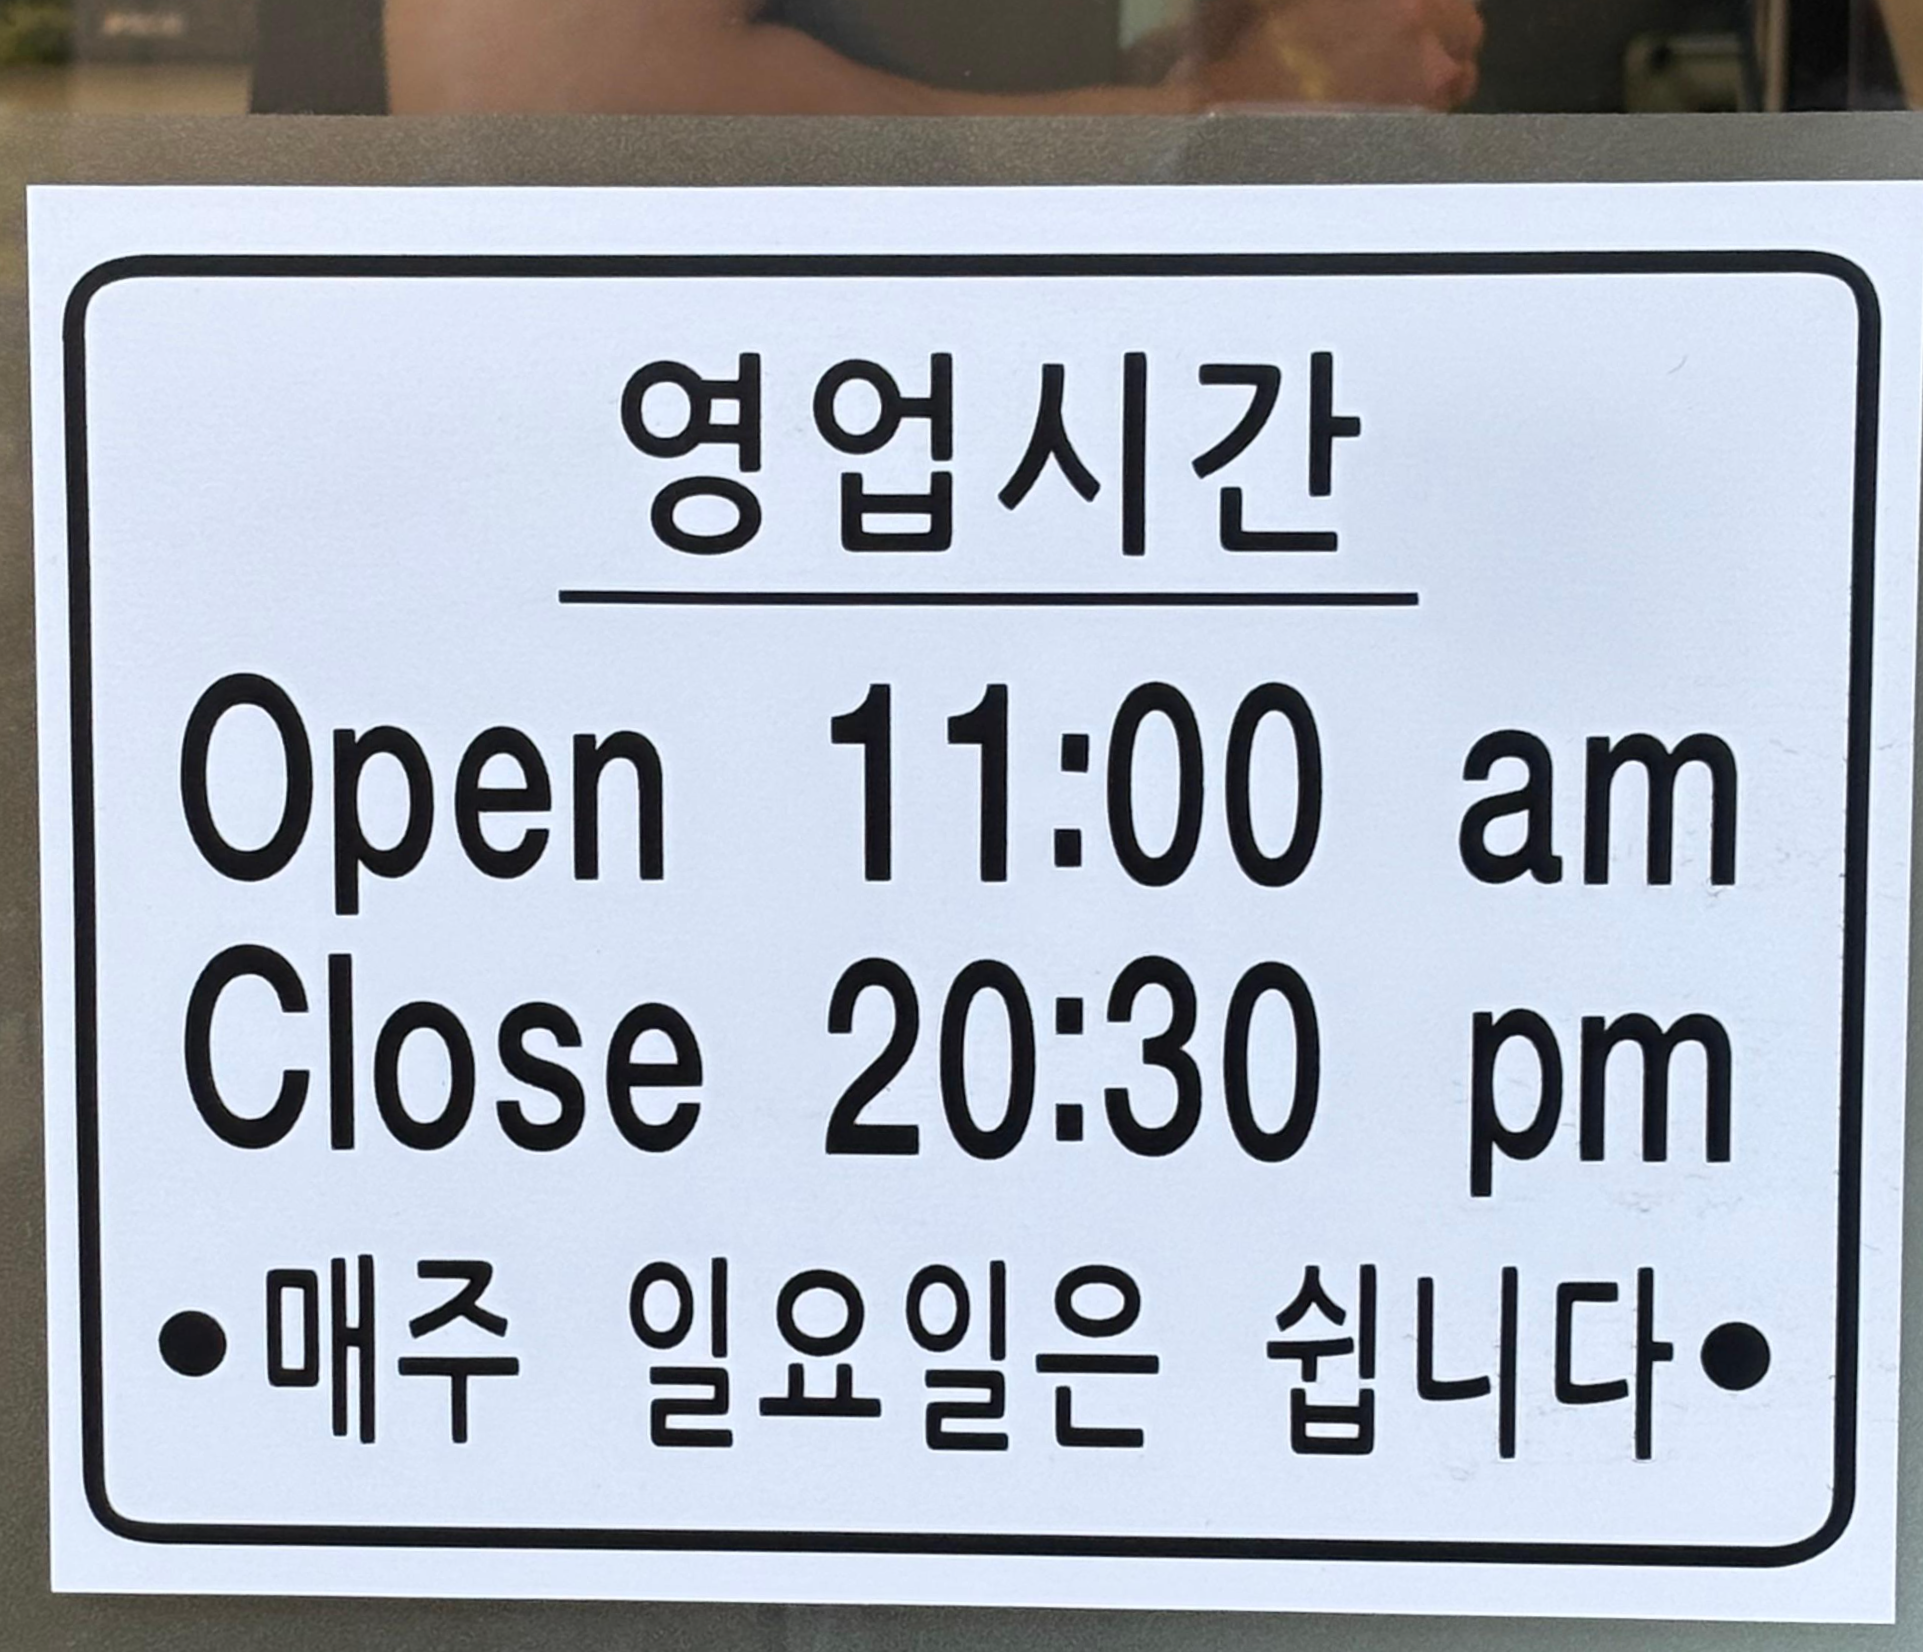 영업시간
Open 11:00 am
Close 20:30 pm
•매주 일요일은 쉽니다•